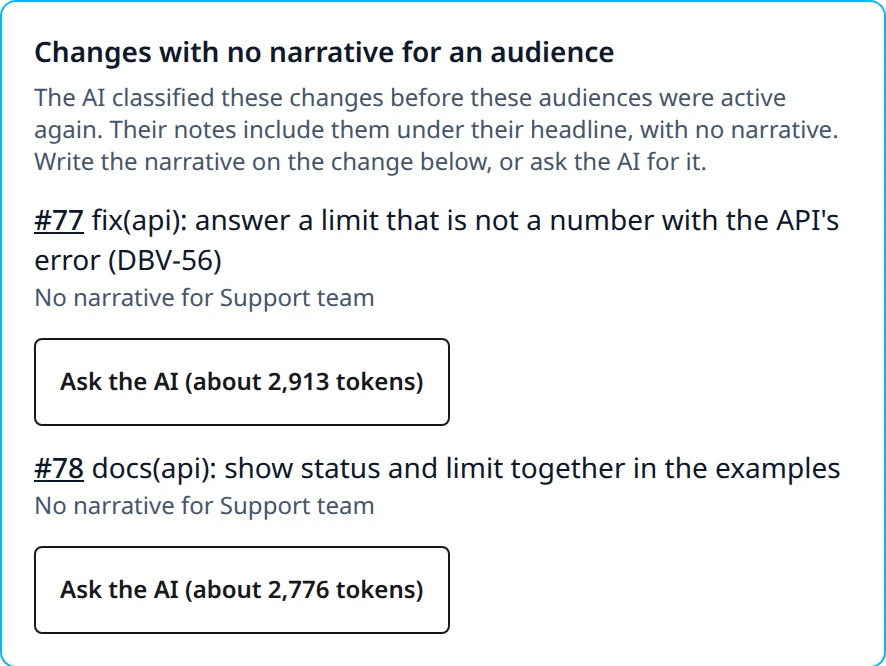 Changes with no narrative for an audience
The AI classified these changes before these audiences were active
again. Their notes include them under their headline, with no narrative.
Write the narrative on the change below, or ask the AI for it.
#77 fix(api): answer a limit that is not a number with the API's
error (DBV-56)
No narrative for Support team
Ask the AI (about 2,913 tokens)
#78 docs(api): show status and limit together in the examples
No narrative for Support team
Ask the AI (about 2,776 tokens)